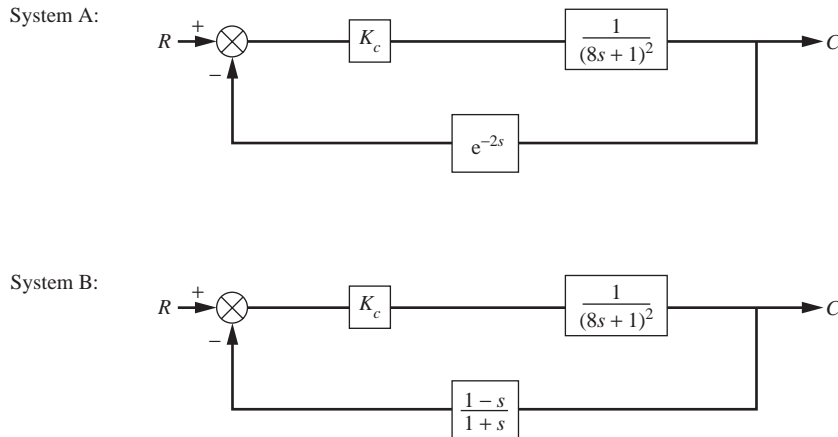 System A:
R
+
−
K_c
1
(8s + 1)^2
C
e^{−2s}
System B:
R
+
−
K_c
1
(8s + 1)^2
C
1 − s
1 + s